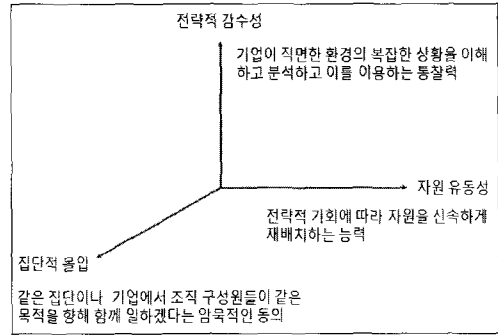 전략적 감수성
기업이 직면한 환경의 복잡한 상황을 이해
하고 분석하고 이를 이용하는 통찰력
자원 유동성
전략적 기회에 따라 자원을 신속하게
재배치하는 능력
집단적 몰입
같은 집단이나 기업에서 조직 구성원들이 같은
목적을 향해 함께 일하겠다는 암묵적인 동의